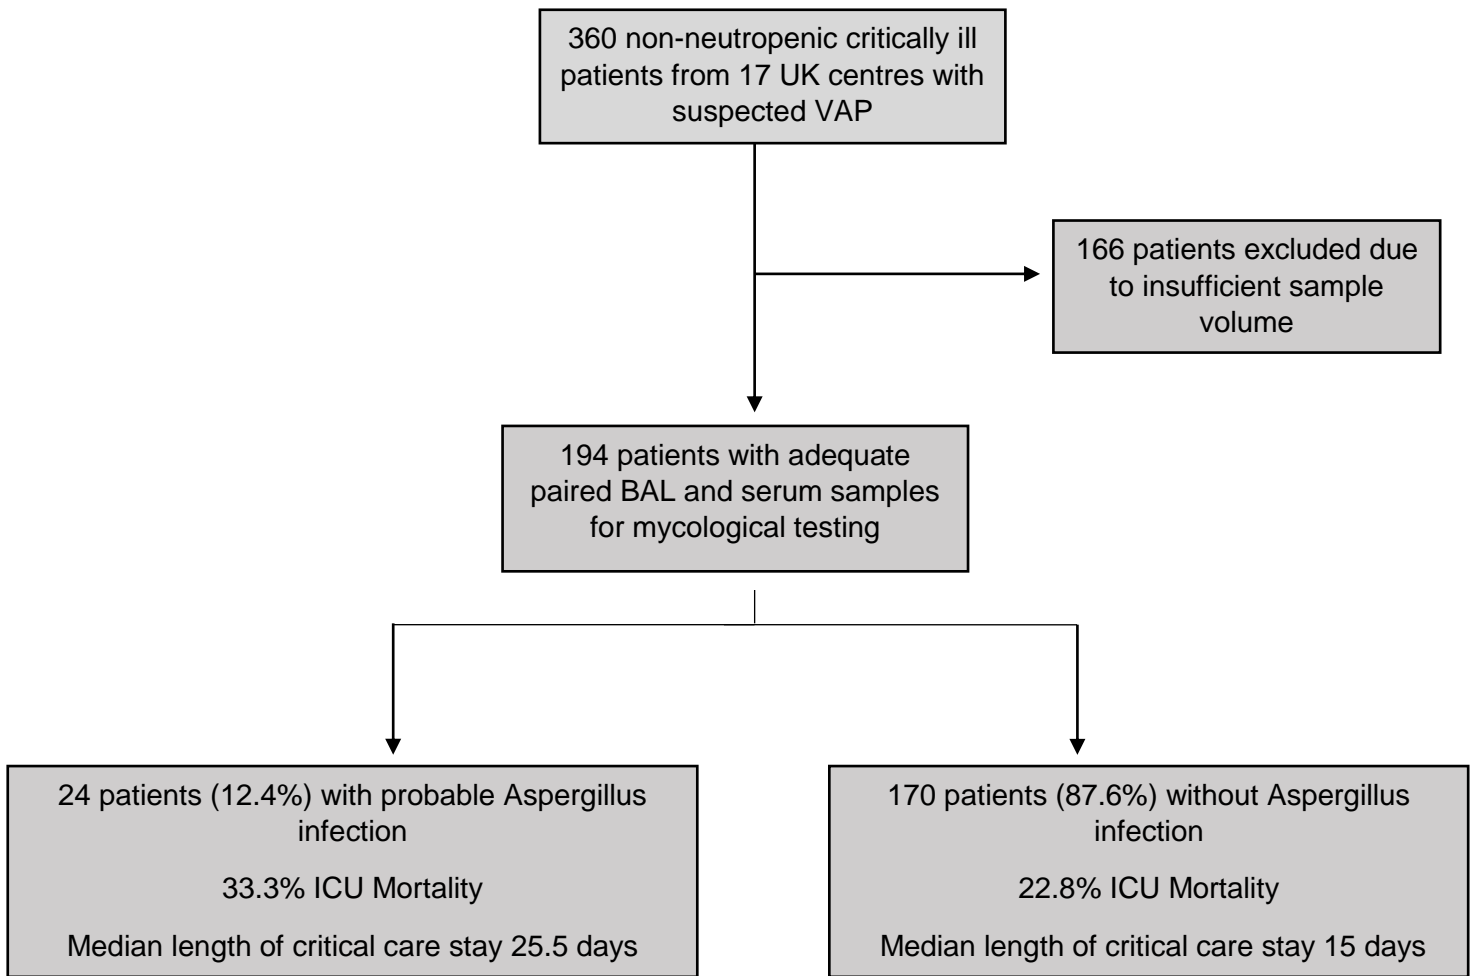 360 non-neutropenic critically ill
patients from 17 UK centres with
suspected VAP
166 patients excluded due
to insufficient sample
volume
194 patients with adequate
paired BAL and serum samples
for mycological testing
24 patients (12.4%) with probable Aspergillus
infection
33.3% ICU Mortality
Median length of critical care stay 25.5 days
170 patients (87.6%) without Aspergillus
infection
22.8% ICU Mortality
Median length of critical care stay 15 days